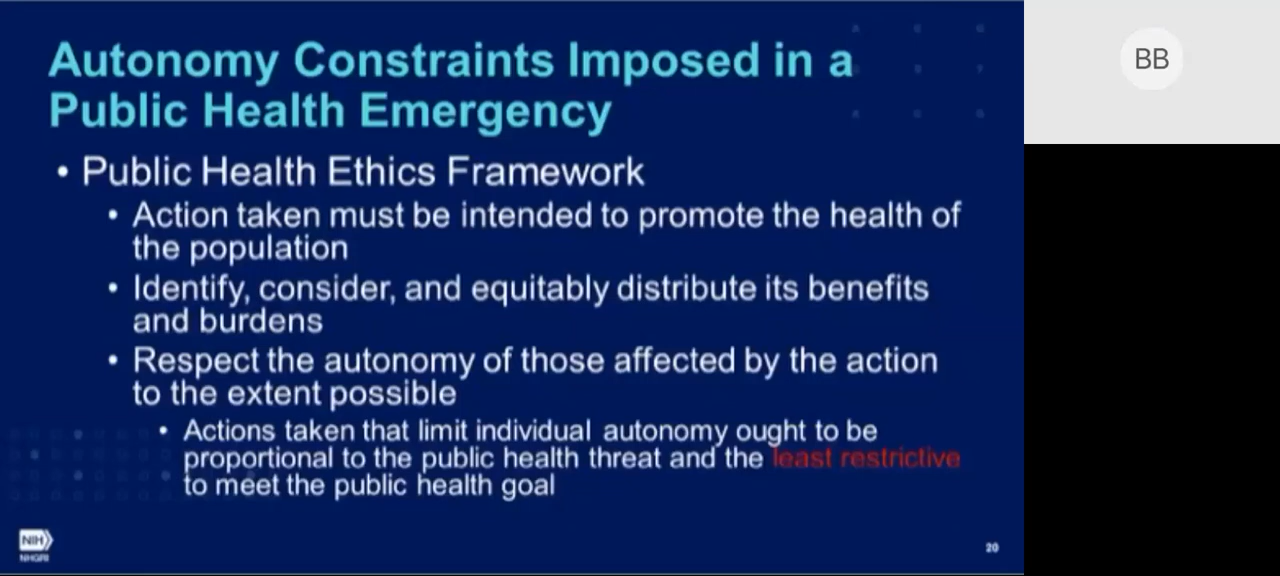 Autonomy Constraints Imposed in a
Public Health Emergency
• Public Health Ethics Framework
• Action taken must be intended to promote the health of
the population
• Identify, consider, and equitably distribute its benefits
and burdens
• Respect the autonomy of those affected by the action
to the extent possible
• Actions taken that limit individual autonomy ought to be
proportional to the public health threat and the least restrictive
to meet the public health goal
NIH
NHGRI
20
BB